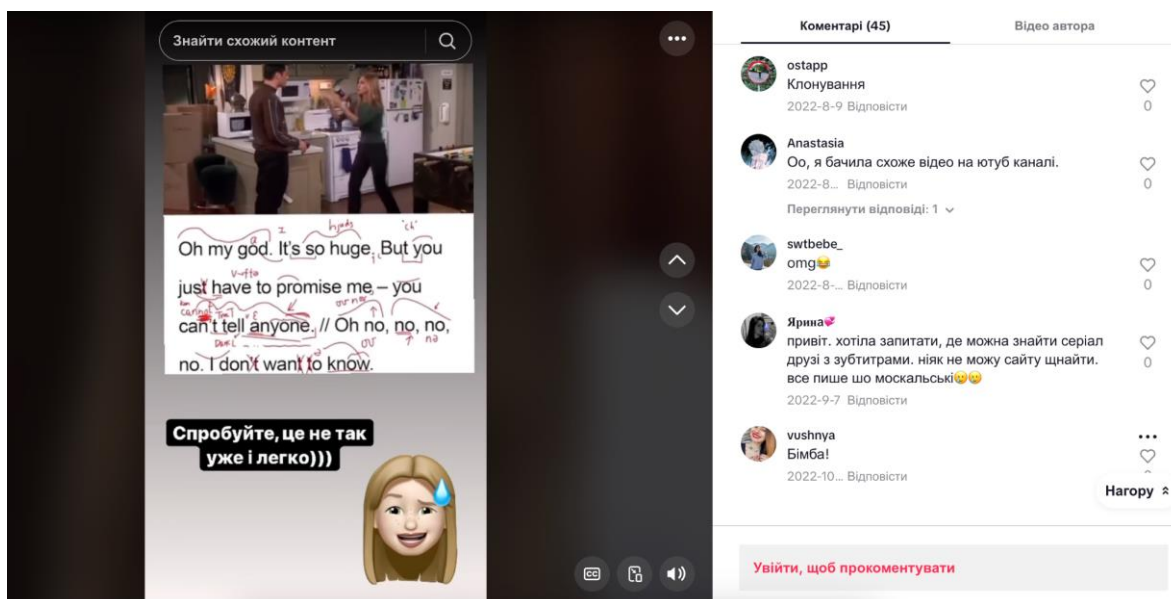 Знайти схожий контент
Oh my god. It's so huge. But you
just have to promise me – you
can't tell anyone. // Oh no, no, no,
no. I don't want to know.
Спробуйте, це не так
уже і легко)))
CC
Коментарі (45)
Відео автора
ostapp
Клонування
0
2022-8-9 Відповісти
Anastasia
Оо, я бачила схоже відео на ютуб каналі.
0
2022-8... Відповісти
Переглянути відповіді: 1
swtbebe_
omg😂
0
2022-8-... Відповісти
Ярина💞
привіт. хотіла запитати, де можна знайти серіал
друзі з зубтитрами. ніяк не можу сайту щнайти.
все пише шо москальські🥲🥲
0
2022-9-7 Відповісти
vushnya
Бімба!
2022-10... Відповісти
Нагору
Увійти, щоб прокоментувати